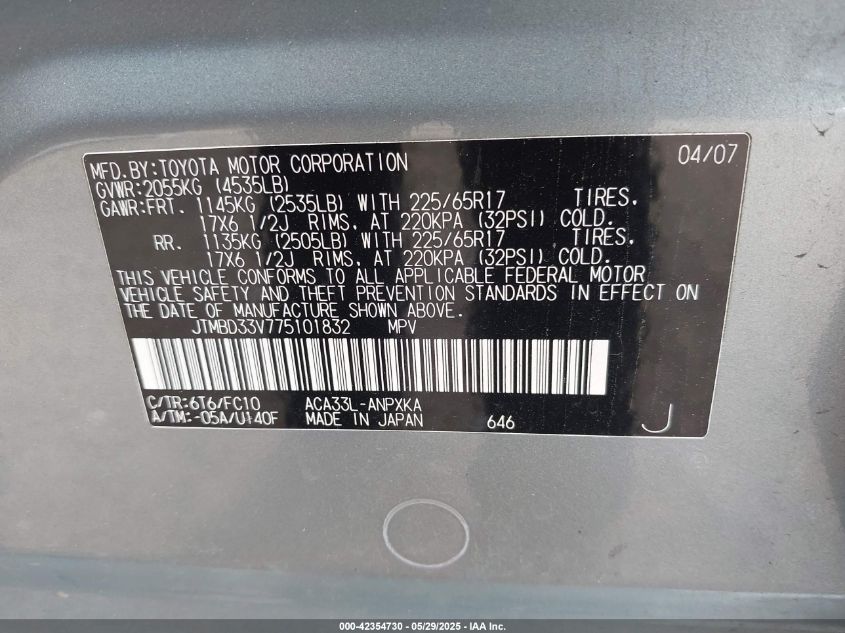 04/07
MFD.BY:TOYOTA MOTOR CORPORATION
GVWR:2055KG (4535LB)
GAWR:FRT. 1145KG (2535LB) WITH 225/65R17 TIRES,
17X6 1/2J RIMS, AT 220KPA (32PSI) COLD.
RR. 1135KG (2505LB) WITH 225/65R17 TIRES,
17X6 1/2J RIMS, AT 220KPA (32PSI) COLD.
THIS VEHICLE CONFORMS TO ALL APPLICABLE FEDERAL MOTOR
VEHICLE SAFETY AND THEFT PREVENTION STANDARDS IN EFFECT ON
THE DATE OF MANUFACTURE SHOWN ABOVE.
JTMBD33V775101832 MPV
C/TR:6T6/FC10 ACA33L-ANPXKA
A/TM:-05A/U140F MADE IN JAPAN 646 J
000-42354730 - 05/29/2025 - IAA Inc.